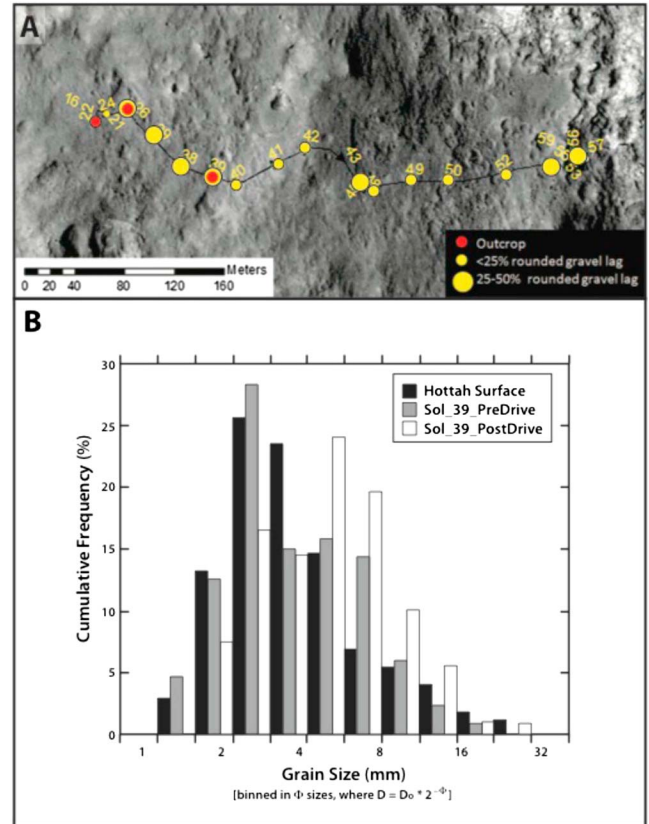 A
16
22
24
21
26
29
38
39
40
41
42
43
49
50
52
59
56
57
Outcrop
<25% rounded gravel lag
25-50% rounded gravel lag
Meters
0 20 40 80 120 160
B
30
25
20
15
10
5
0
Cumulative Frequency (%)
Hottah Surface
Sol_39_PreDrive
Sol_39_PostDrive
1 2 4 8 16 32
Grain Size (mm)
[binned in Φ sizes, where D = Do * 2^-Φ]